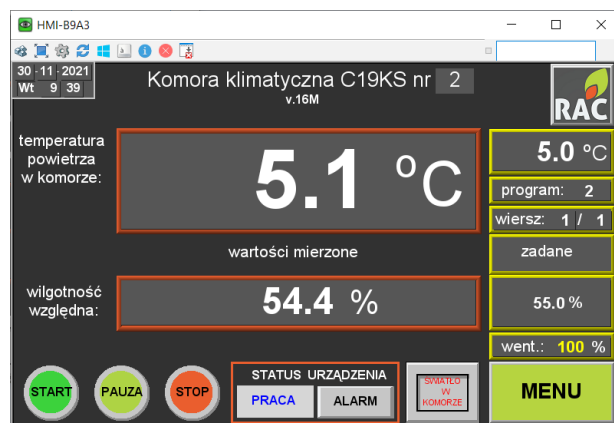 HMI-B9A3
30 - 11 - 2021
Wt 9 39
Komora klimatyczna C19KS nr 2
v.16M
RAC
temperatura
powietrza
w komorze:
5.1 °C
5.0 °C
program: 2
wiersz: 1 / 1
wartości mierzone
zadane
wilgotność
względna:
54.4 %
55.0 %
went.: 100 %
START
PAUZA
STOP
STATUS URZĄDZENIA
PRACA
ALARM
ŚWIATŁO
W
KOMORZE
MENU